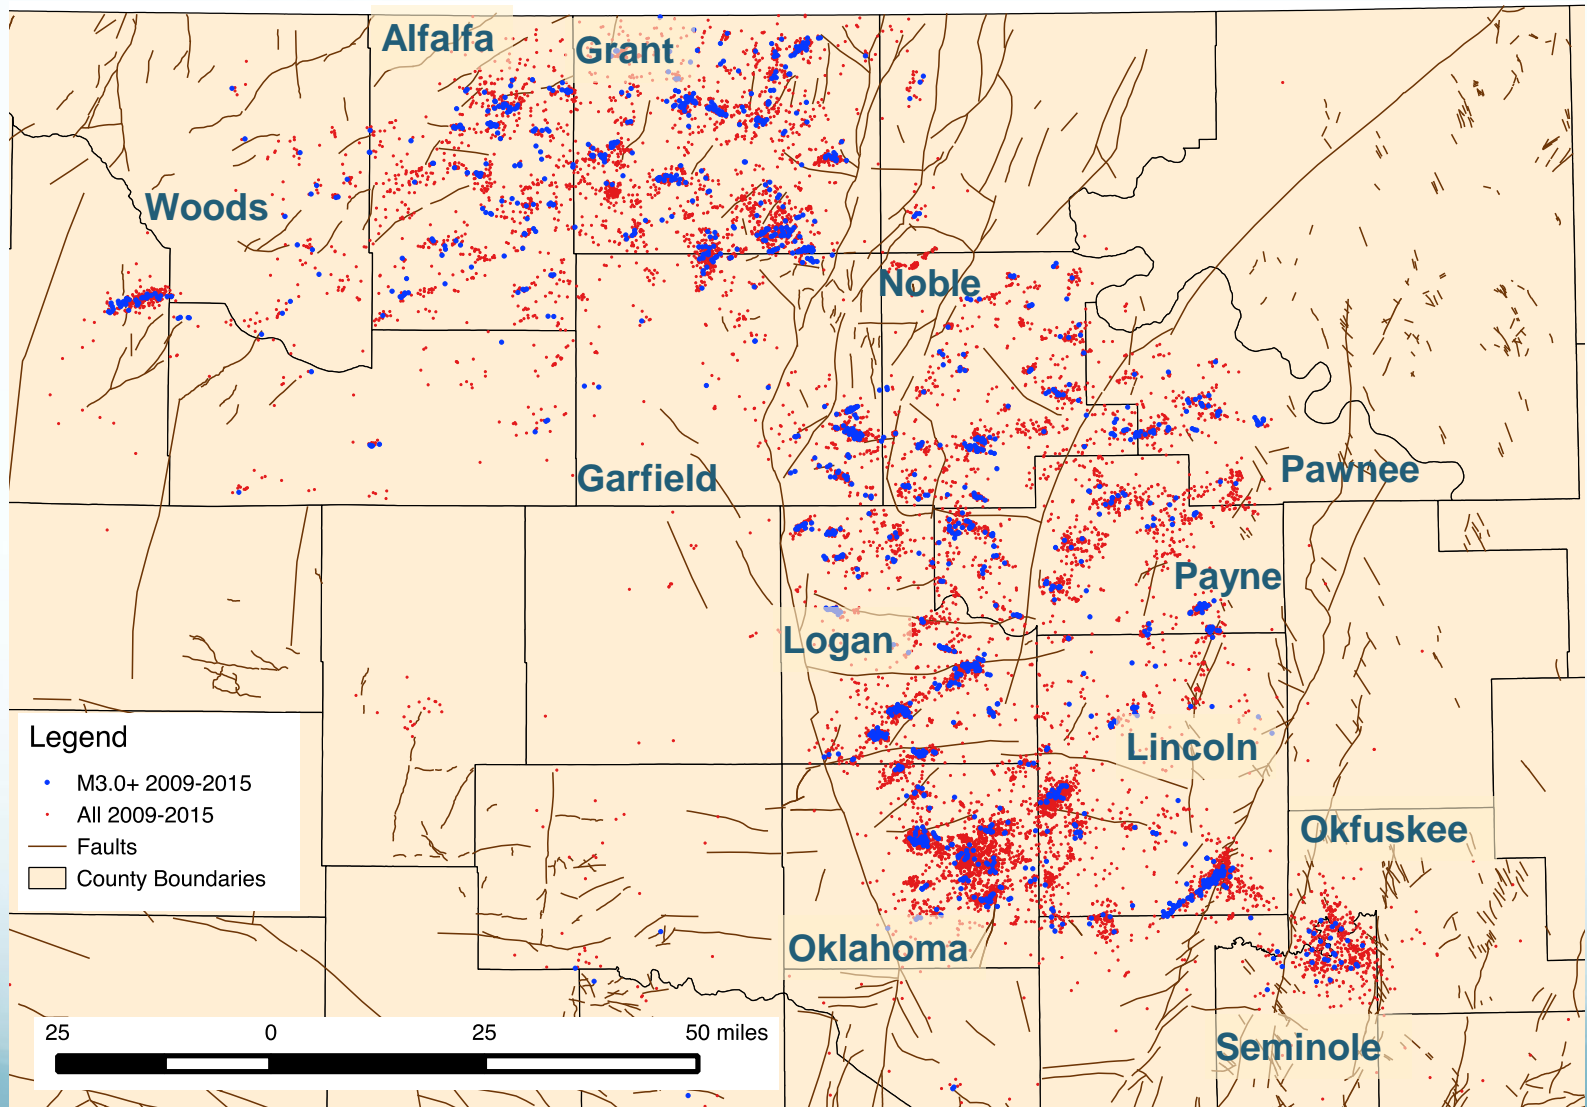 Alfalfa
Grant
Woods
Noble
Garfield
Pawnee
Payne
Logan
Lincoln
Okfuskee
Oklahoma
Seminole
Legend
M3.0+ 2009-2015
All 2009-2015
Faults
County Boundaries
25 0 25 50 miles